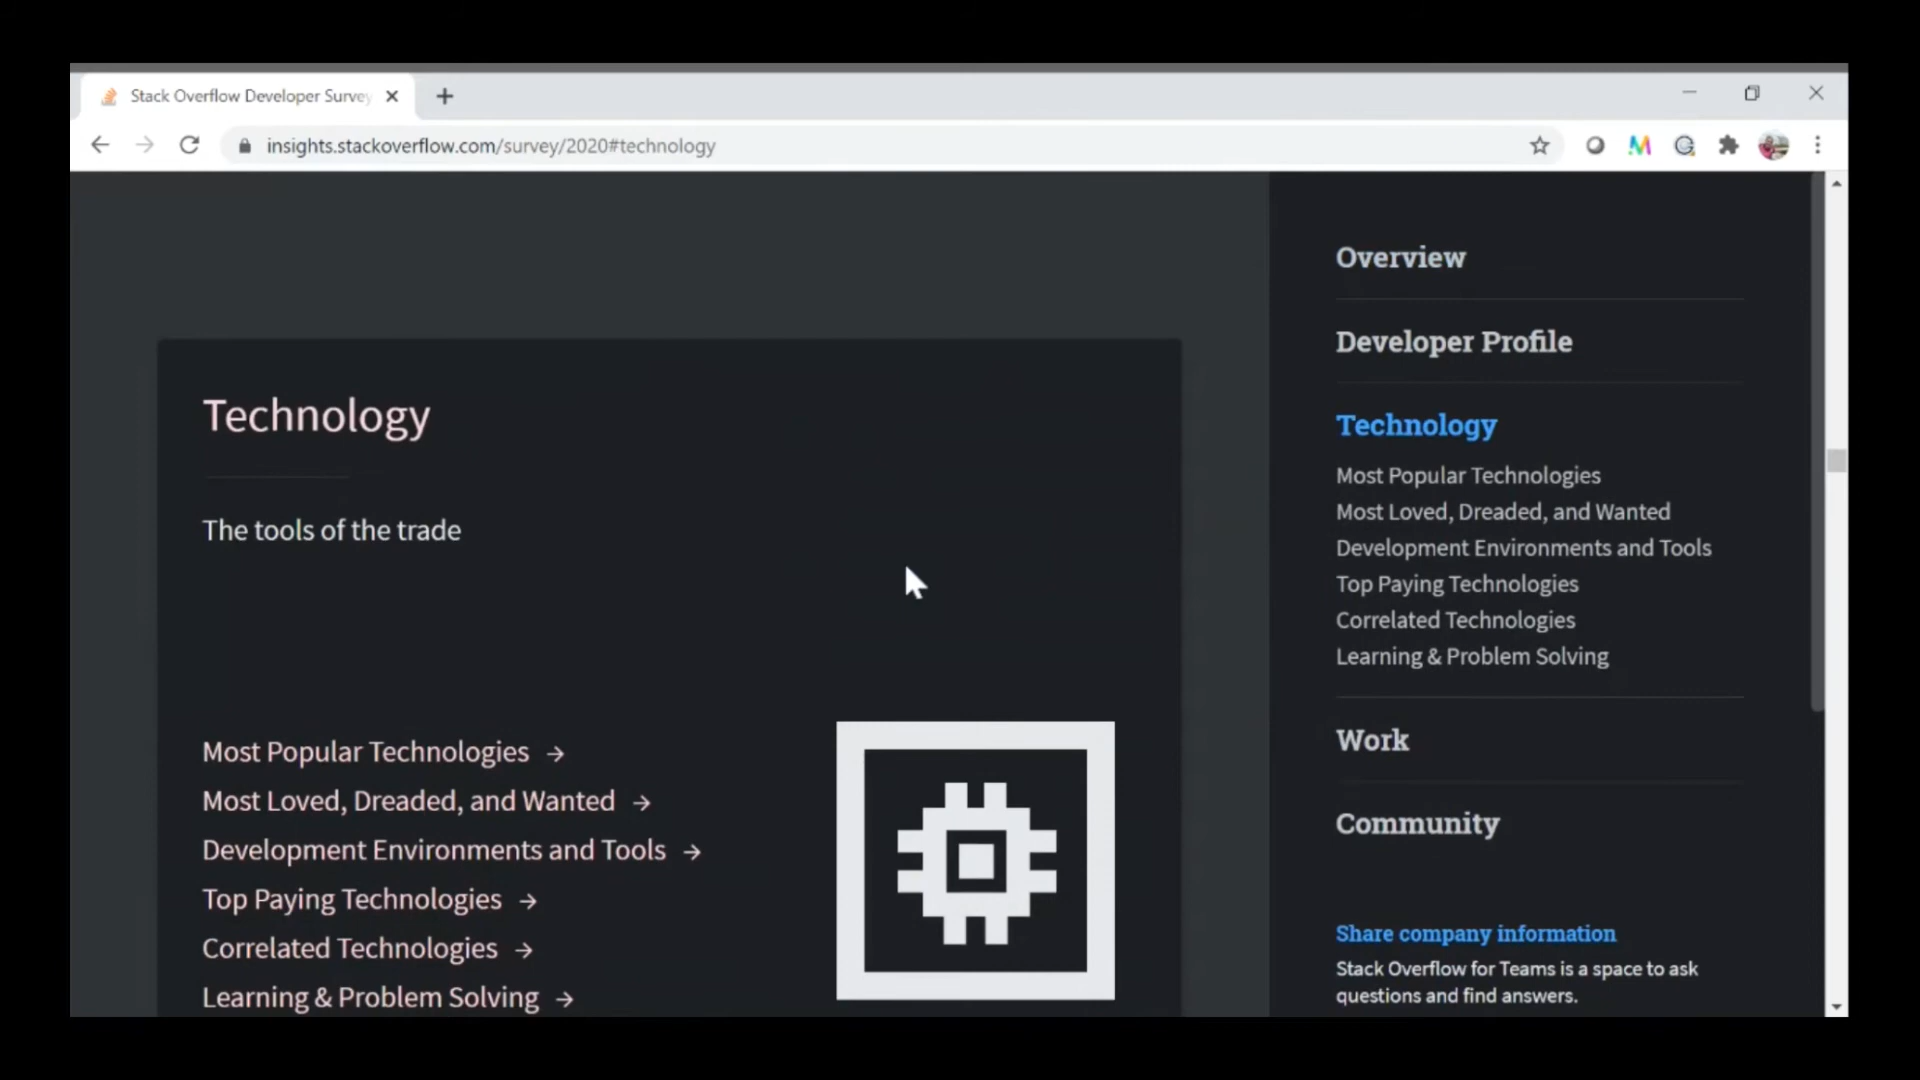 Stack Overflow Developer Survey
insights.stackoverflow.com/survey/2020#technology
Technology
The tools of the trade
Most Popular Technologies →
Most Loved, Dreaded, and Wanted →
Development Environments and Tools →
Top Paying Technologies →
Correlated Technologies →
Learning & Problem Solving →
Overview
Developer Profile
Technology
Most Popular Technologies
Most Loved, Dreaded, and Wanted
Development Environments and Tools
Top Paying Technologies
Correlated Technologies
Learning & Problem Solving
Work
Community
Share company information
Stack Overflow for Teams is a space to ask
questions and find answers.